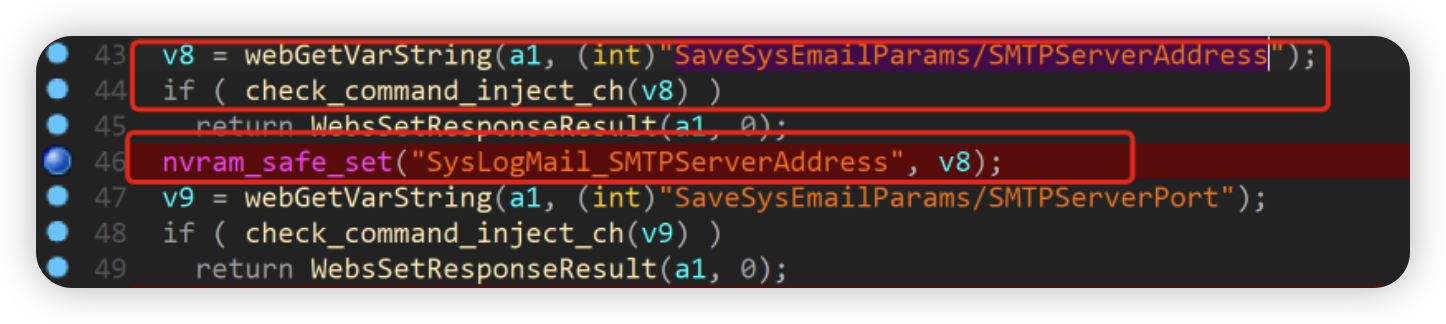 43 v8 = webGetVarString(a1, (int)"SaveSysEmailParams/SMTPServerAddress");
44 if ( check_command_inject_ch(v8) )
45 return WebsSetResponseResult(a1, 0);
46 nvram_safe_set("SysLogMail_SMTPServerAddress", v8);
47 v9 = webGetVarString(a1, (int)"SaveSysEmailParams/SMTPServerPort");
48 if ( check_command_inject_ch(v9) )
49 return WebsSetResponseResult(a1, 0);